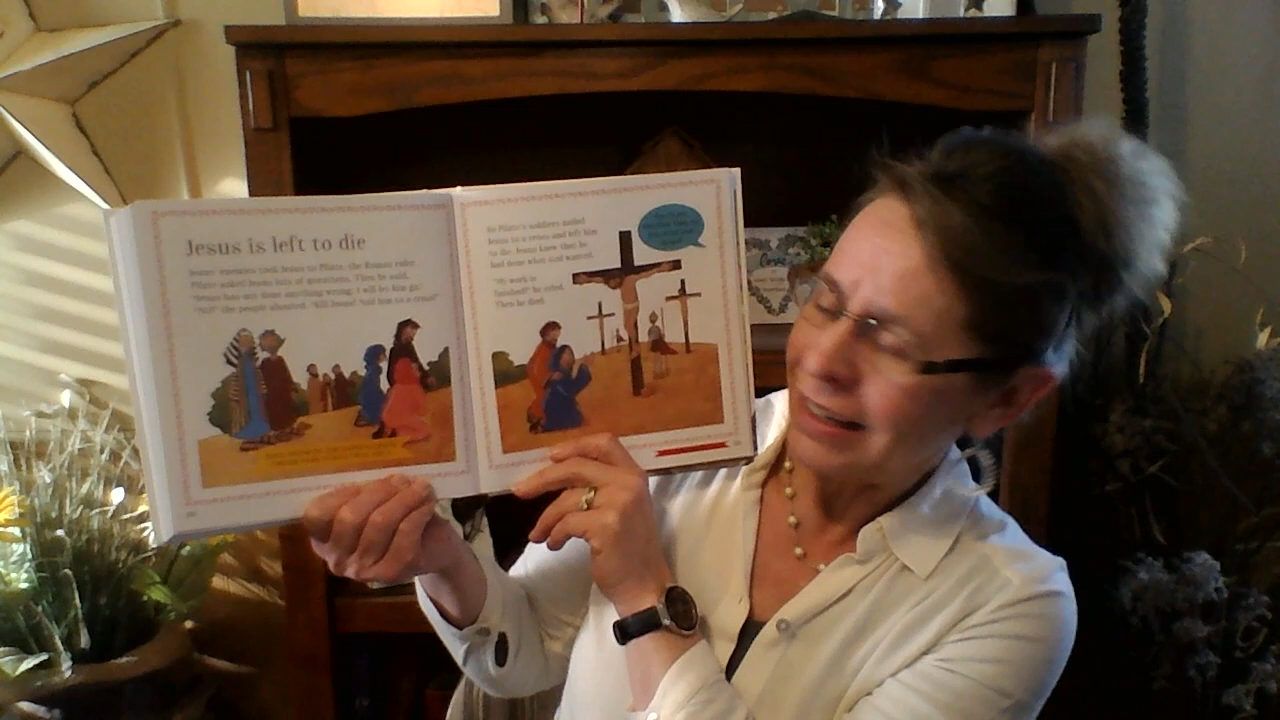 Jesus is left to die
Jesus' enemies took Jesus to Pilate, the Roman ruler.
Pilate asked Jesus lots of questions. Then he said,
"Jesus has not done anything wrong. I will let him go."
"No!" the people shouted. "Kill Jesus! Nail him to a cross!"
So Pilate's soldiers nailed
Jesus to a cross and left him
to die. Jesus knew that he
had done what God wanted.
"My work is
finished!" he cried.
Then he died.